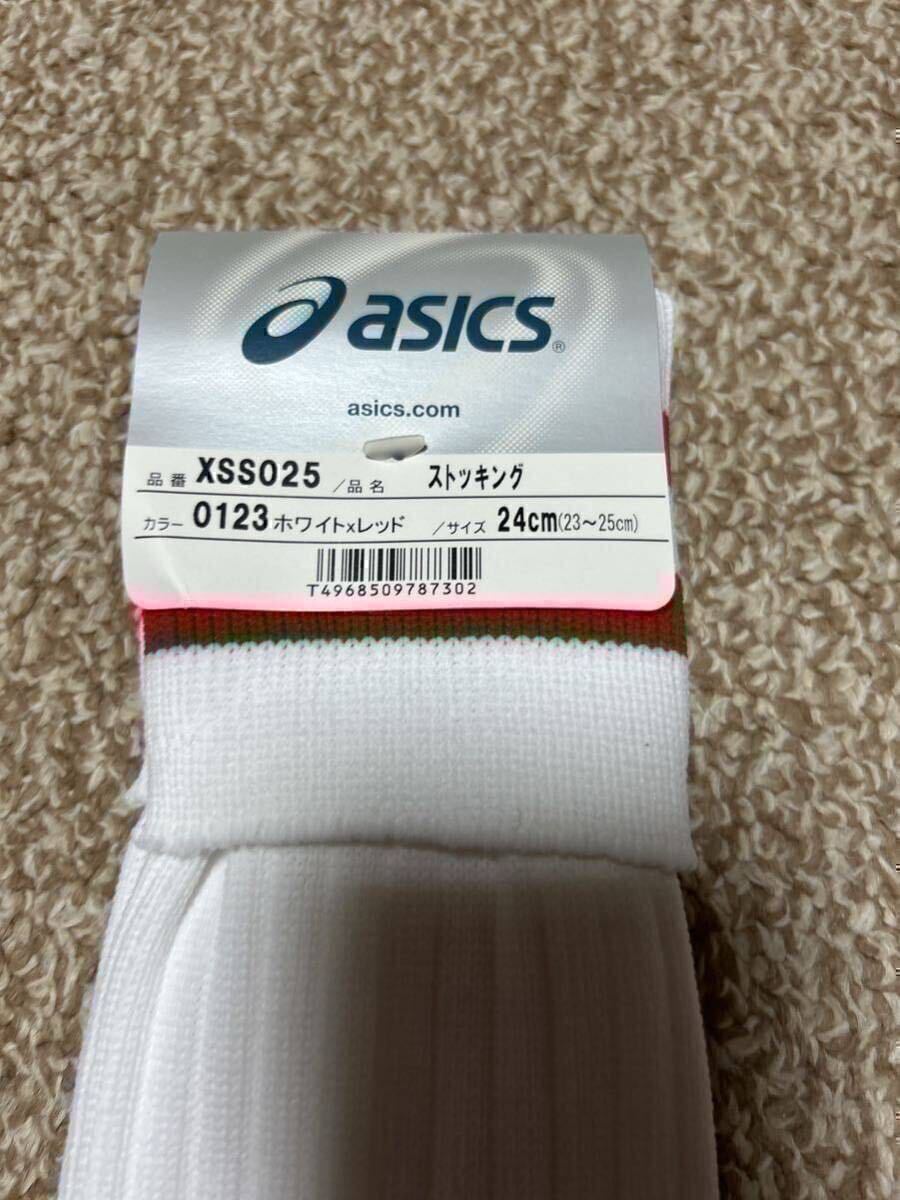 asics®
asics.com
品番 XSS025 /品名 ストッキング
カラー 0123 ホワイト×レッド /サイズ 24cm(23～25cm)
T4968509787302